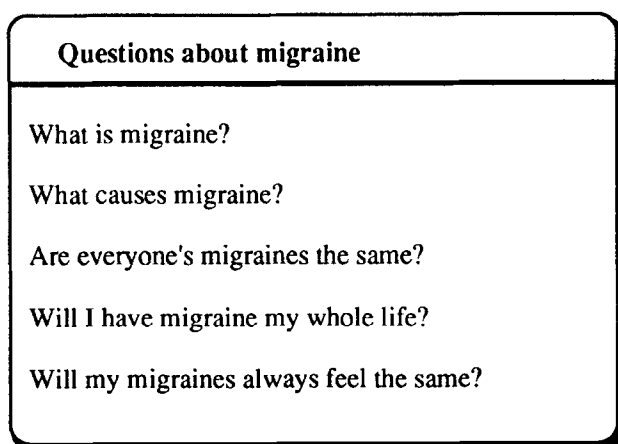 Questions about migraine
What is migraine?
What causes migraine?
Are everyone's migraines the same?
Will I have migraine my whole life?
Will my migraines always feel the same?